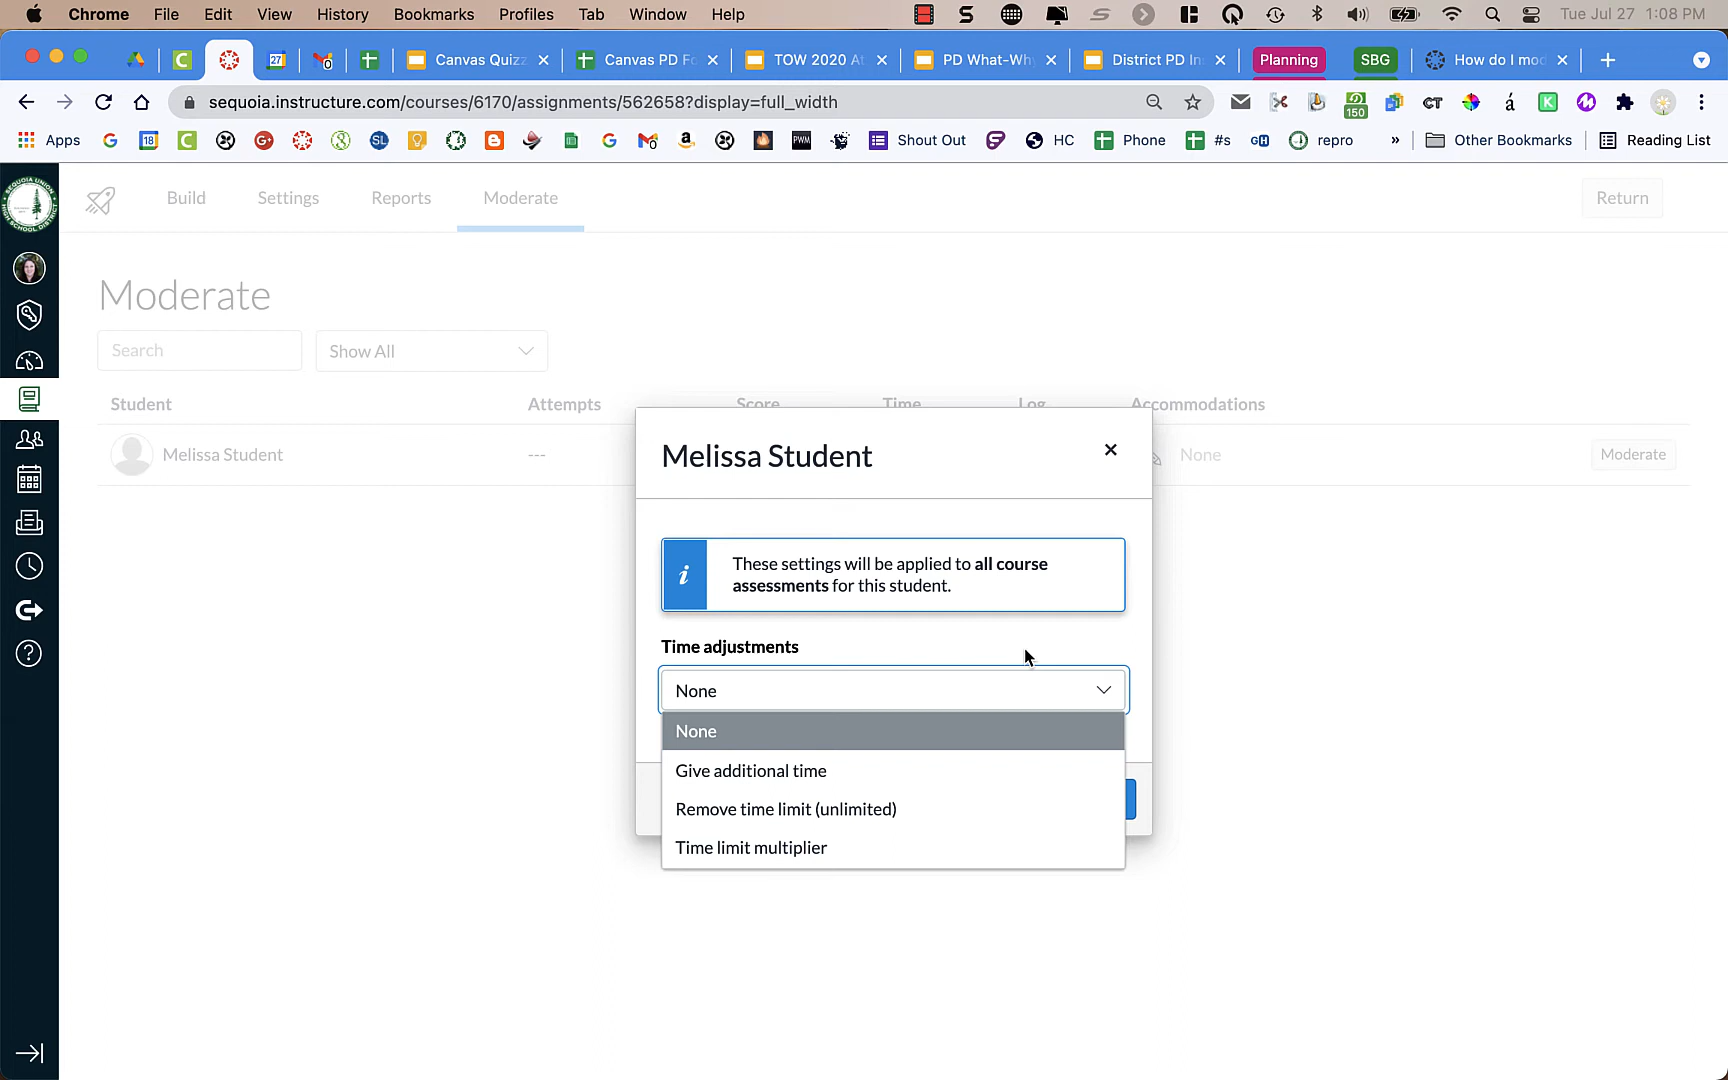 Chrome File Edit View History Bookmarks Profiles Tab Window Help Tue Jul 27 1:08 PM
Canvas Quizz Canvas PD Fo TOW 2020 At PD What-Why District PD In Planning SBG How do I mod
sequoia.instructure.com/courses/6170/assignments/562658?display=full_width
150
Apps Shout Out HC Phone #s repro » Other Bookmarks Reading List
Build Settings Reports Moderate Return
Moderate
Search Show All
Student Attempts Score Time Log Accommodations
Melissa Student --- None Moderate
Melissa Student
These settings will be applied to all course
assessments for this student.
Time adjustments
None
None
Give additional time
Remove time limit (unlimited)
Time limit multiplier